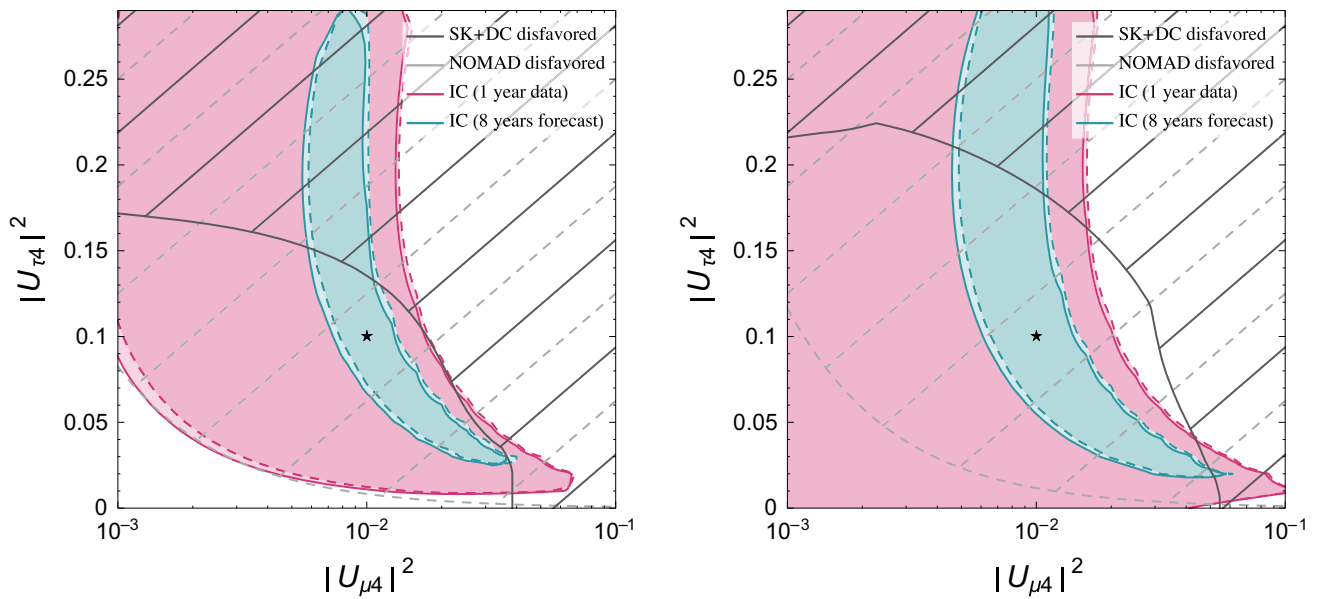 SK+DC disfavored
NOMAD disfavored
IC (1 year data)
IC (8 years forecast)
0.25
0.2
0.15
0.1
0.05
0
10⁻³
10⁻²
10⁻¹
|Uτ4|²
|Uμ4|²
SK+DC disfavored
NOMAD disfavored
IC (1 year data)
IC (8 years forecast)
0.25
0.2
0.15
0.1
0.05
0
10⁻³
10⁻²
10⁻¹
|Uτ4|²
|Uμ4|²